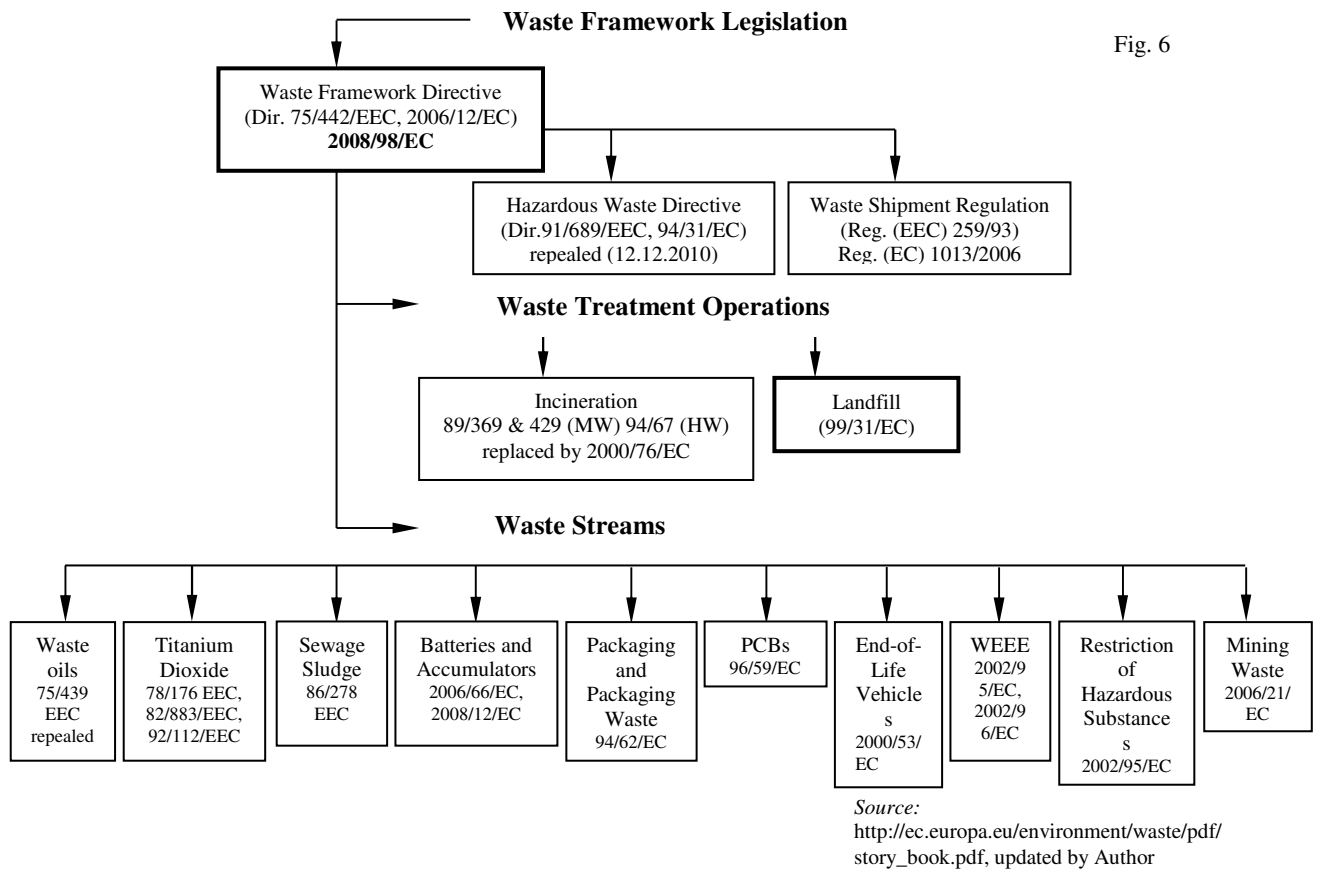 Waste Framework Legislation
Fig. 6
Waste Framework Directive
(Dir. 75/442/EEC, 2006/12/EC)
2008/98/EC
Hazardous Waste Directive
(Dir.91/689/EEC, 94/31/EC)
repealed (12.12.2010)
Waste Shipment Regulation
(Reg. (EEC) 259/93)
Reg. (EC) 1013/2006
Waste Treatment Operations
Incineration
89/369 & 429 (MW) 94/67 (HW)
replaced by 2000/76/EC
Landfill
(99/31/EC)
Waste Streams
Waste
oils
75/439
EEC
repealed
Titanium
Dioxide
78/176 EEC,
82/883/EEC,
92/112/EEC
Sewage
Sludge
86/278
EEC
Batteries and
Accumulators
2006/66/EC,
2008/12/EC
Packaging
and
Packaging
Waste
94/62/EC
PCBs
96/59/EC
End-of-
Life
Vehicle
s
2000/53/
EC
WEEE
2002/9
5/EC,
2002/9
6/EC
Restriction
of
Hazardous
Substance
s
2002/95/EC
Mining
Waste
2006/21/
EC
Source:
http://ec.europa.eu/environment/waste/pdf/
story_book.pdf, updated by Author